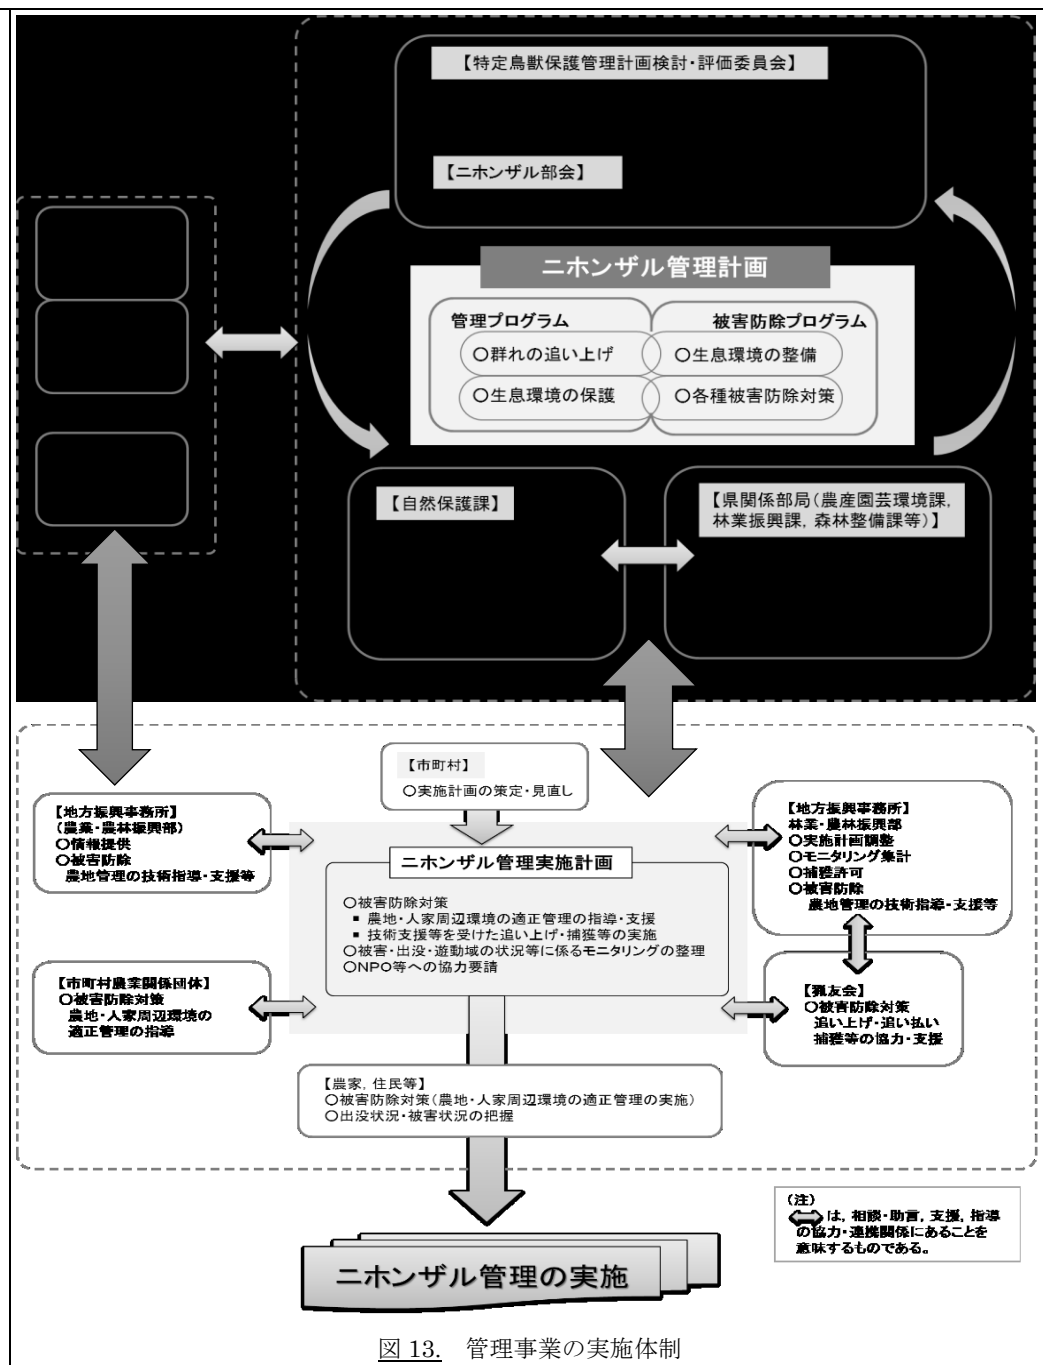 【特定鳥獣保護管理計画検討・評価委員会】
【ニホンザル部会】
ニホンザル管理計画
管理プログラム
被害防除プログラム
○群れの追い上げ
○生息環境の整備
○生息環境の保護
○各種被害防除対策
【自然保護課】
【県関係部局（農産園芸環境課，
林業振興課，森林整備課等）】
【市町村】
○実施計画の策定・見直し
【地方振興事務所】
（農業・農林振興部）
○情報提供
○被害防除
農地管理の技術指導・支援等
【地方振興事務所】
林業・農林振興部
○実施計画調整
○モニタリング集計
○捕獲許可
○被害防除
農地管理の技術指導・支援等
ニホンザル管理実施計画
○被害防除対策
▪ 農地・人家周辺環境の適正管理の指導・支援
▪ 技術支援等を受けた追い上げ・捕獲等の実施
○被害・出没・遊動域の状況等に係るモニタリングの整理
○NPO等への協力要請
【市町村農業関係団体】
○被害防除対策
農地・人家周辺環境の
適正管理の指導
【猟友会】
○被害防除対策
追い上げ・追い払い
捕獲等の協力・支援
【農家，住民等】
○被害防除対策（農地・人家周辺環境の適正管理の実施）
○出没状況・被害状況の把握
（注）
は，相談・助言，支援，指導
の協力・連携関係にあることを
意味するものである。
ニホンザル管理の実施
図 13.　管理事業の実施体制